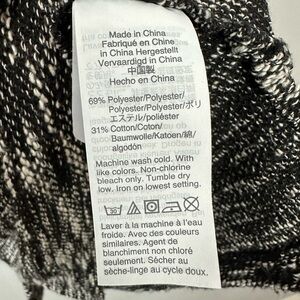 Made in China
Fabriqué en Chine
in China Hergestellt
Vervaardigd in China
中国製
Hecho en China
69% Polyester/Polyester/
Polyester/Polyester/ポリ
エステル/poliéster
31% Cotton/Coton/
Baumwolle/Katoen/綿/
algodón
Machine wash cold. With
like colors. Non-chlorine
bleach only. Tumble dry
low. Iron on lowest setting.
Laver à la machine à l'eau
froide. Avec des couleurs
similaires. Agent de
blanchiment non chloré
seulement. Sécher au
sèche-linge au cycle doux.